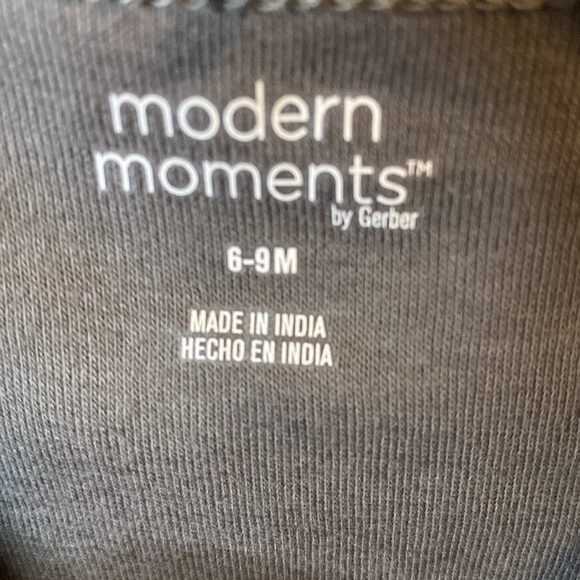 modern
moments™
by Gerber
6-9M
MADE IN INDIA
HECHO EN INDIA